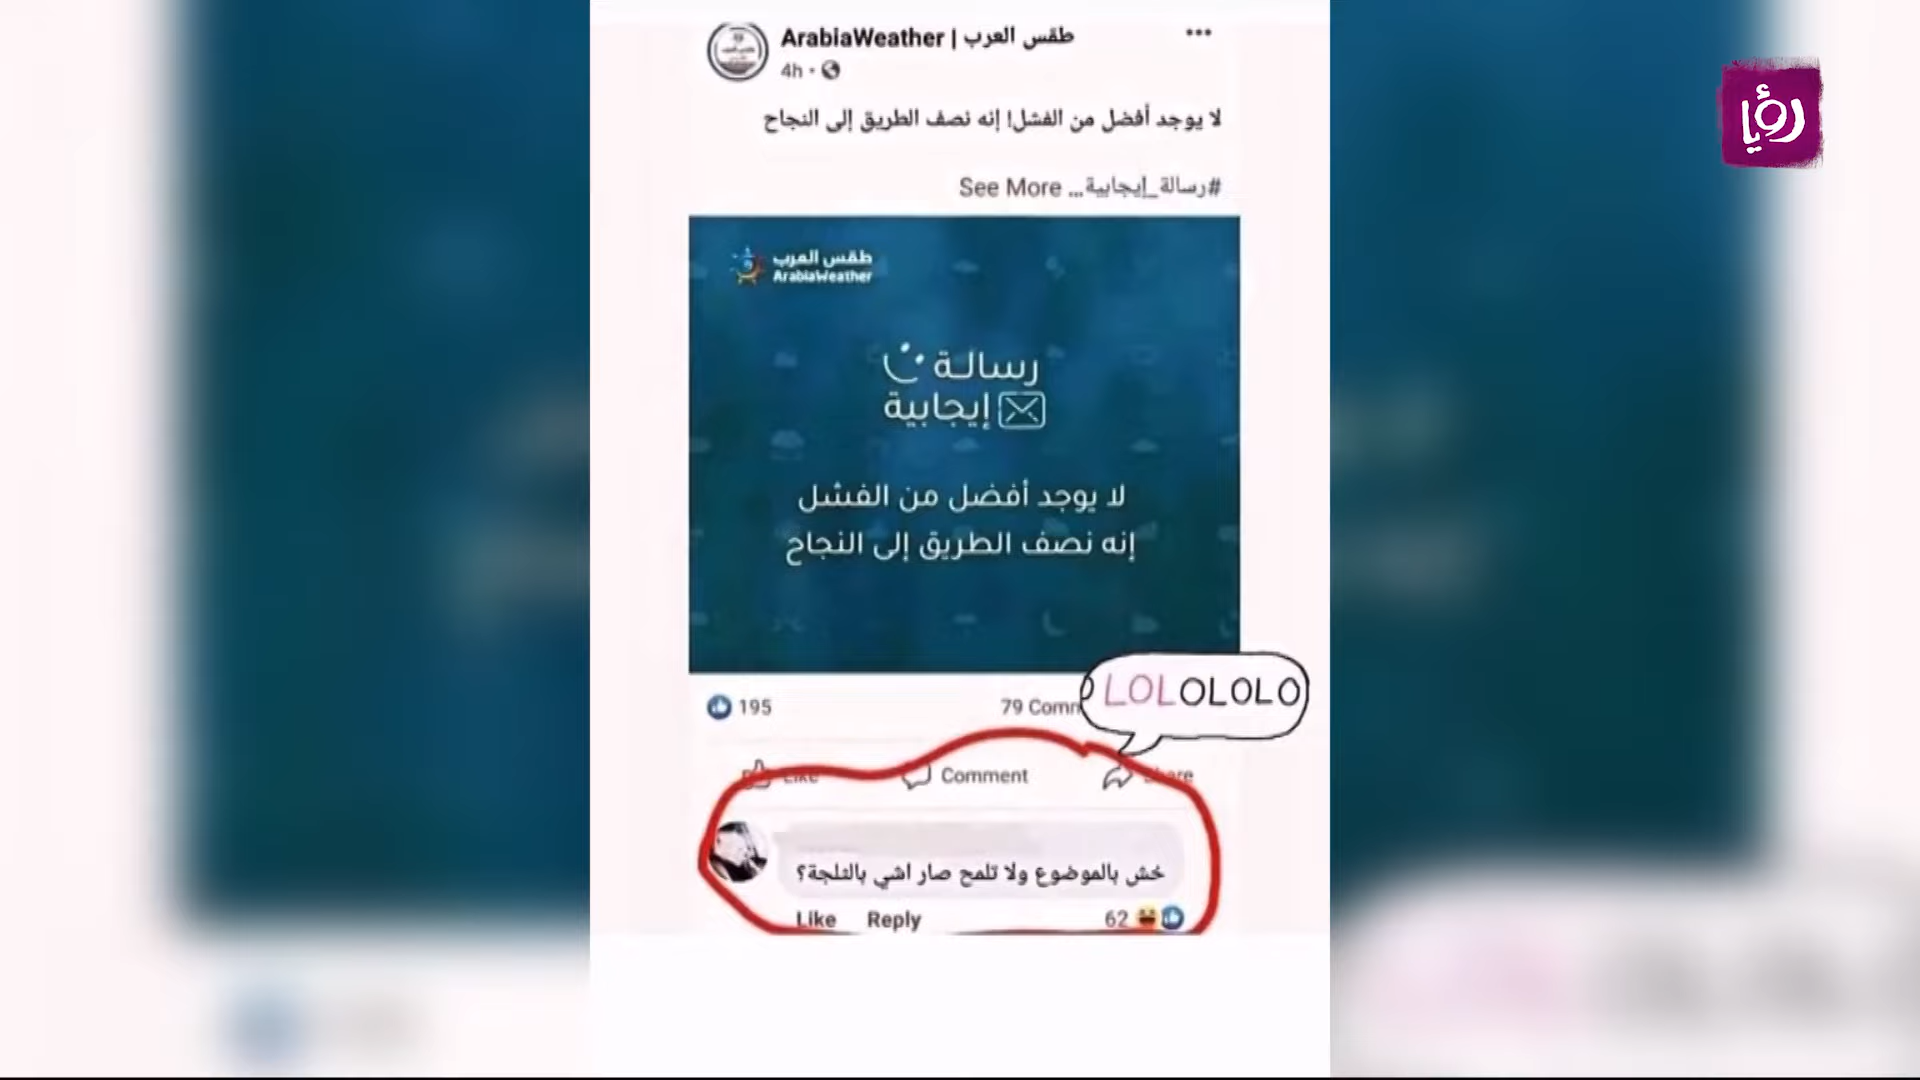 ArabiaWeather | طقس العرب
4h
لا يوجد أفضل من الفشل! إنه نصف الطريق إلى النجاح
#رسالة_إيجابية... See More
طقس العرب
ArabiaWeather
رسالة
إيجابية
لا يوجد أفضل من الفشل
إنه نصف الطريق إلى النجاح
195
79
LOLOLOLO
Like
Comment
Share
خش بالموضوع ولا تلمح صار اشي بالثلجة؟
Like
Reply
62
رؤيا